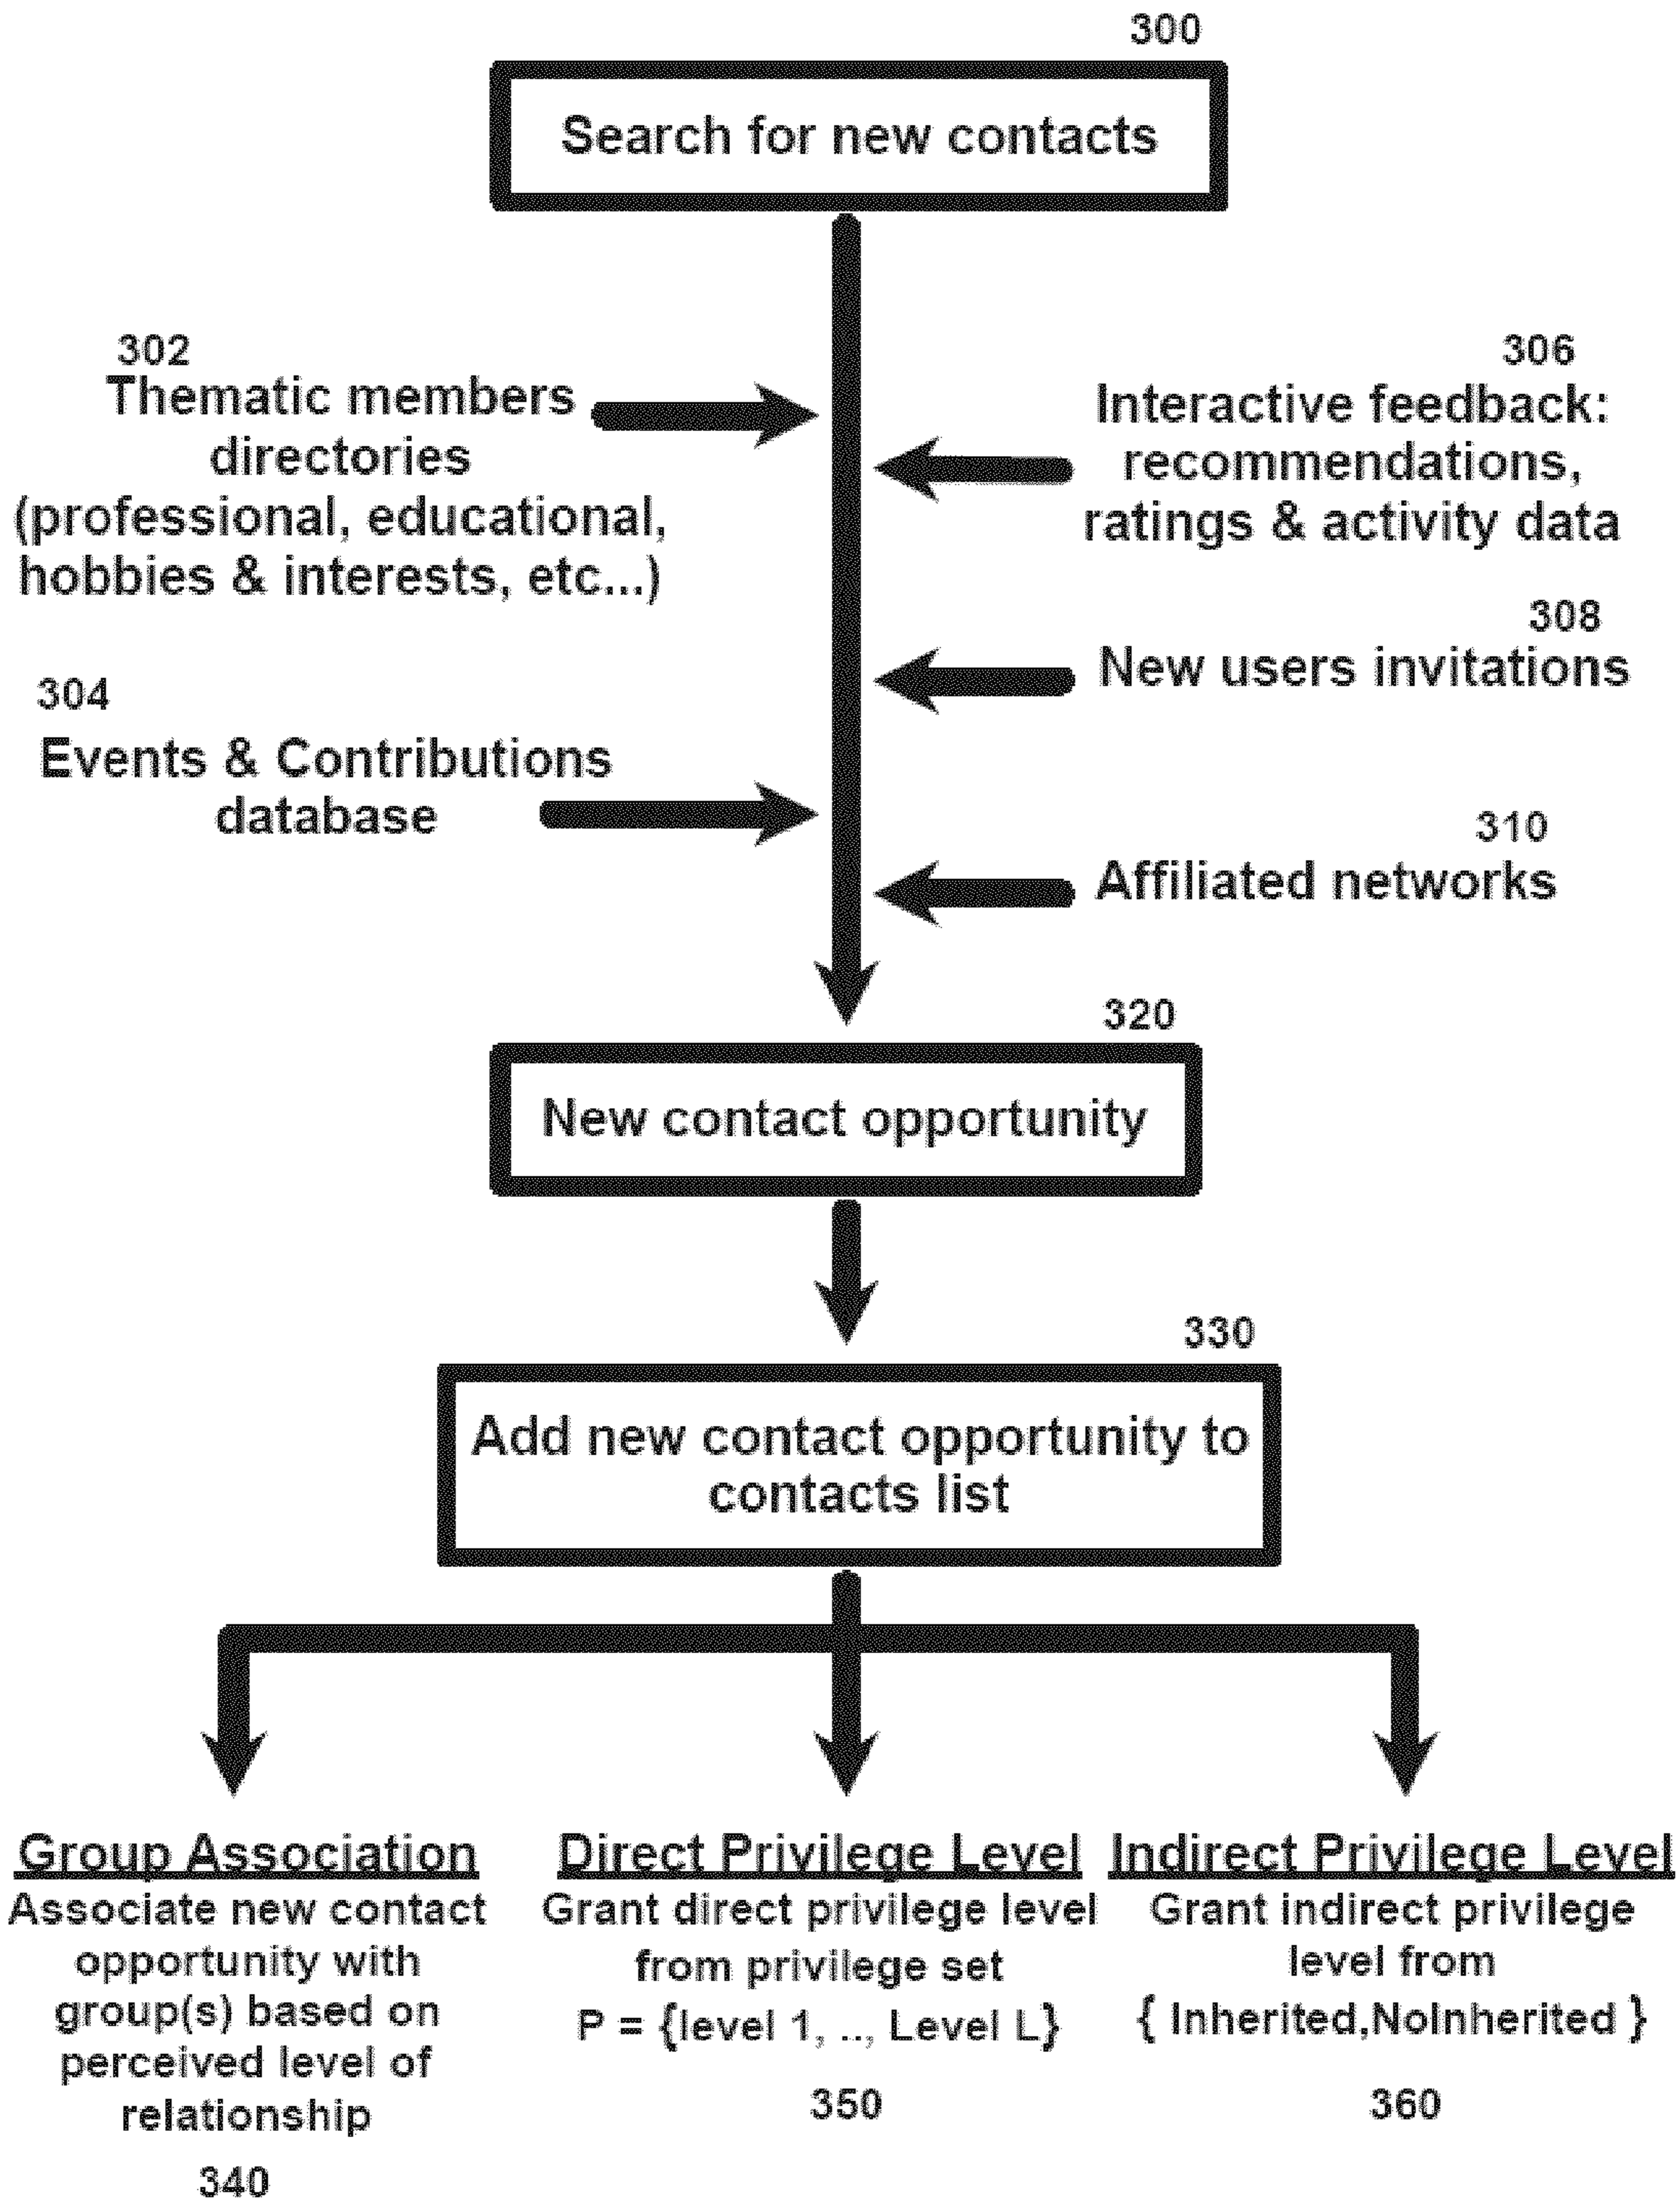 300
Search for new contacts
302
Thematic members
directories
(professional, educational,
hobbies & interests, etc...)
306
Interactive feedback:
recommendations,
ratings & activity data
308
New users invitations
304
Events & Contributions
database
310
Affiliated networks
320
New contact opportunity
330
Add new contact opportunity to
contacts list
Group Association
Associate new contact
opportunity with
group(s) based on
perceived level of
relationship
340
Direct Privilege Level
Grant direct privilege level
from privilege set
P = {level 1, .., Level L}
350
Indirect Privilege Level
Grant indirect privilege
level from
{ Inherited,NoInherited }
360